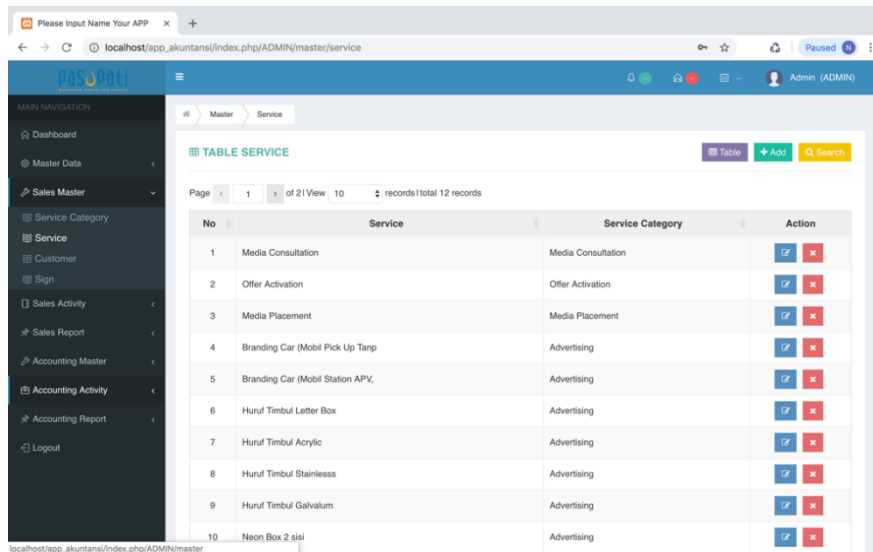 Please Input Name Your APP
localhost/app_akuntansi/index.php/ADMIN/master/service
Paused N
pasopati
Admin (ADMIN)
MAIN NAVIGATION
Dashboard
Master Data
Sales Master
Service Category
Service
Customer
Sign
Sales Activity
Sales Report
Accounting Master
Accounting Activity
Accounting Report
Logout
Master Service
TABLE SERVICE
Table Add Search
Page 1 of 2 | View 10 records | total 12 records
No Service Service Category Action
1 Media Consultation Media Consultation
2 Offer Activation Offer Activation
3 Media Placement Media Placement
4 Branding Car (Mobil Pick Up Tanp Advertising
5 Branding Car (Mobil Station APV, Advertising
6 Huruf Timbul Letter Box Advertising
7 Huruf Timbul Acrylic Advertising
8 Huruf Timbul Stainlesss Advertising
9 Huruf Timbul Galvalum Advertising
10 Neon Box 2 sisi Advertising
localhost/app_akuntansi/index.php/ADMIN/master